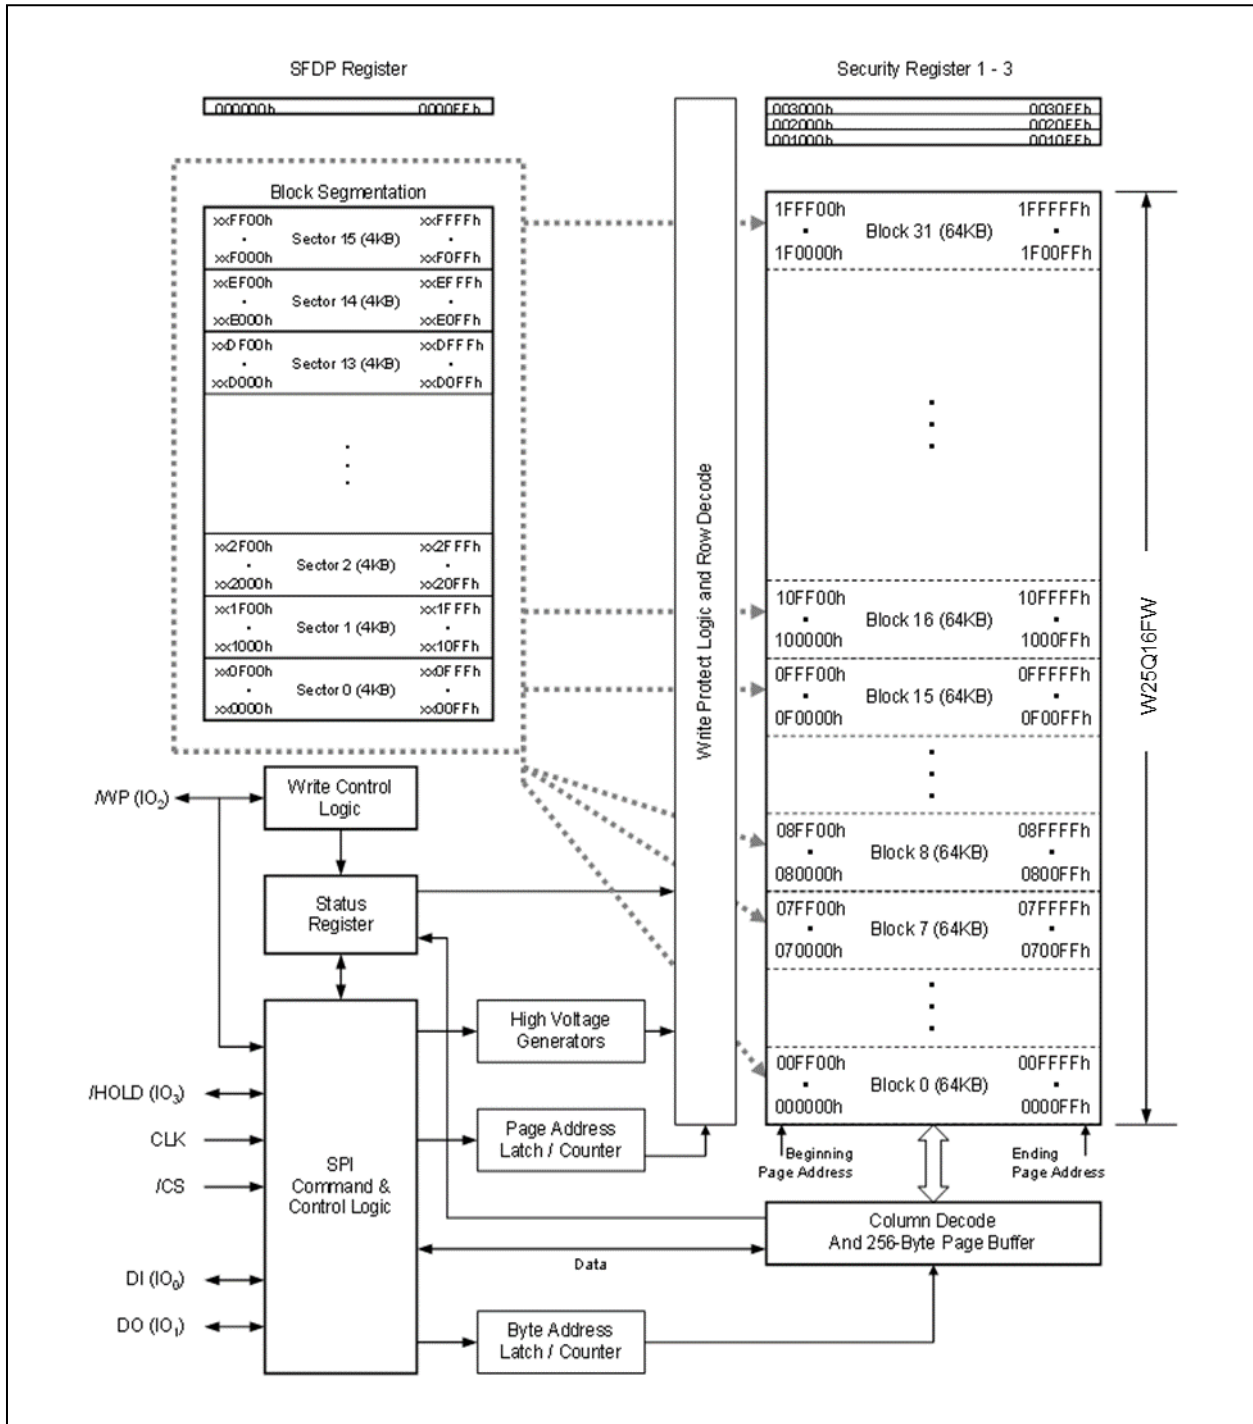 SFDP Register
000000h 0000FFh
Security Register 1 - 3
003000h 0030FFh
002000h 0020FFh
001000h 0010FFh
Block Segmentation
xxFF00h xxFFFFh
Sector 15 (4KB)
xxF000h xxF0FFh
xxEF00h xxEFFFh
Sector 14 (4KB)
xxE000h xxE0FFh
xxDF00h xxDFFFh
Sector 13 (4KB)
xxD000h xxD0FFh
xx2F00h xx2FFFh
Sector 2 (4KB)
xx2000h xx20FFh
xx1F00h xx1FFFh
Sector 1 (4KB)
xx1000h xx10FFh
xx0F00h xx0FFFh
Sector 0 (4KB)
xx0000h xx00FFh
Write Protect Logic and Row Decode
1FFF00h 1FFFFFh
Block 31 (64KB)
1F0000h 1F00FFh
10FF00h 10FFFFh
Block 16 (64KB)
100000h 1000FFh
0FFF00h 0FFFFFh
Block 15 (64KB)
0F0000h 0F00FFh
08FF00h 08FFFFh
Block 8 (64KB)
080000h 0800FFh
07FF00h 07FFFFh
Block 7 (64KB)
070000h 0700FFh
00FF00h 00FFFFh
Block 0 (64KB)
000000h 0000FFh
W25Q16FW
Beginning
Page Address
Ending
Page Address
/WP (IO2)
Write Control
Logic
Status
Register
High Voltage
Generators
/HOLD (IO3)
CLK
/CS
DI (IO0)
DO (IO1)
SPI
Command &
Control Logic
Page Address
Latch / Counter
Column Decode
And 256-Byte Page Buffer
Data
Byte Address
Latch / Counter